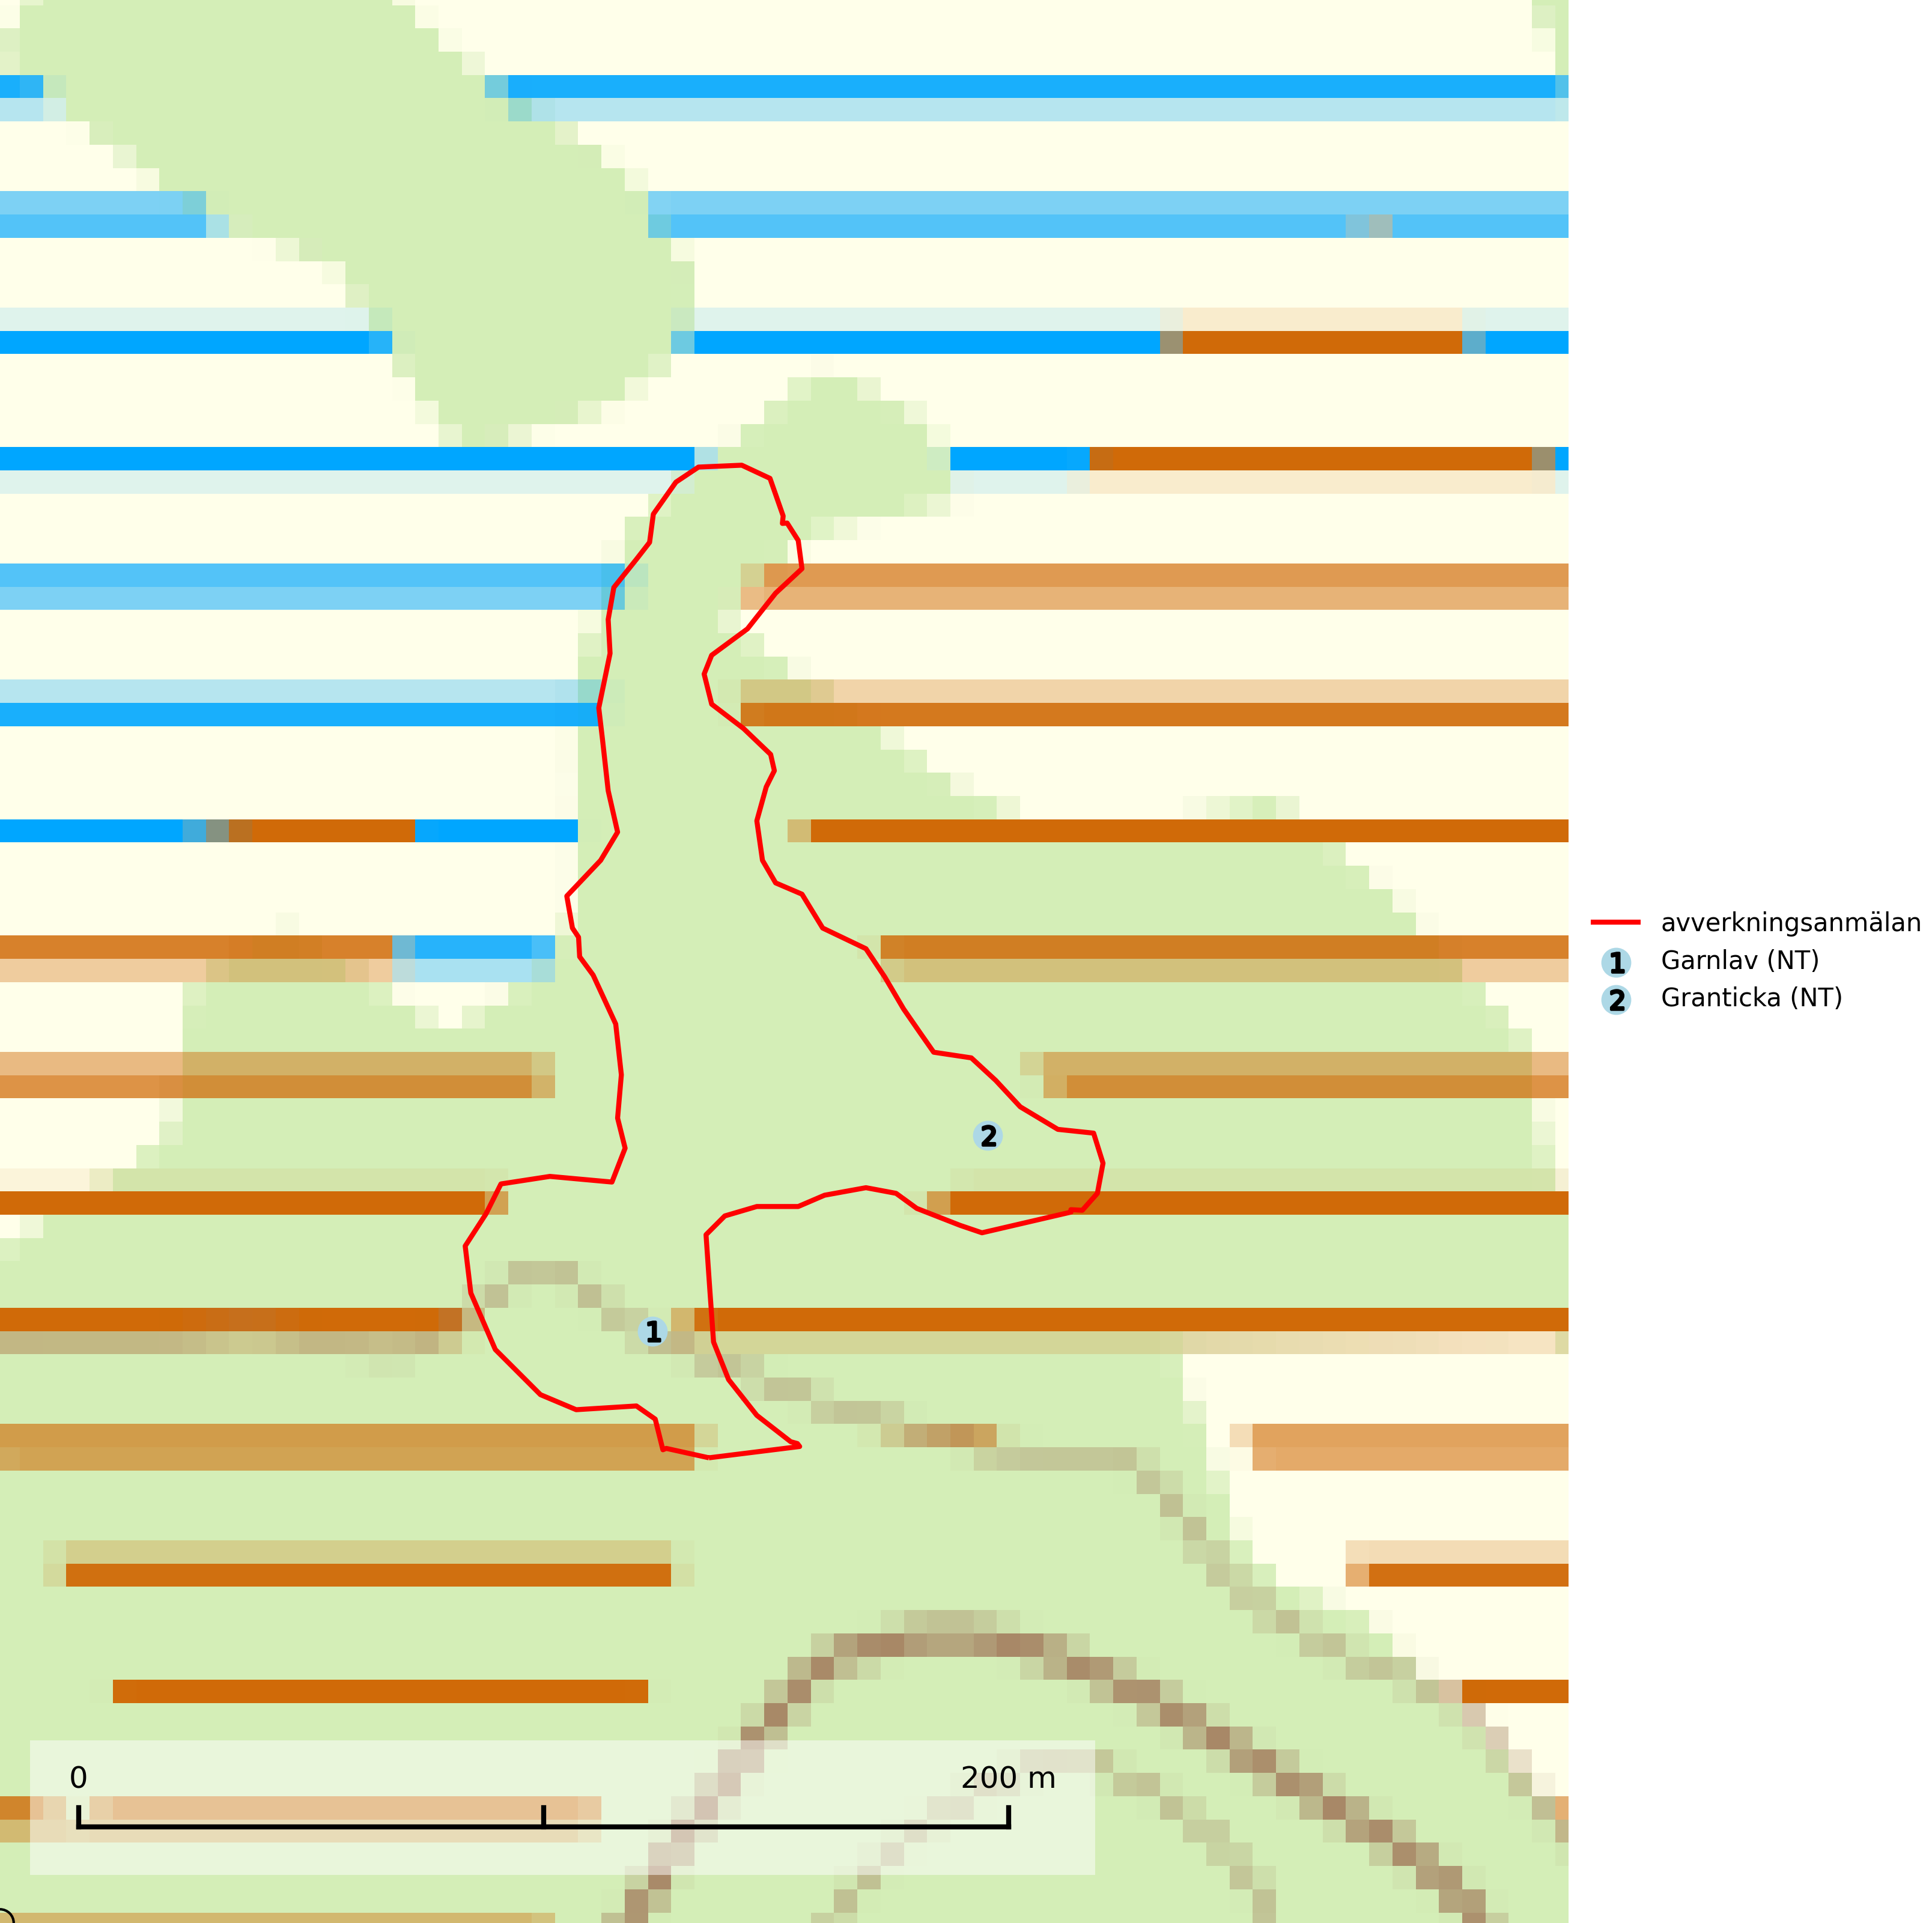 avverkningsanmälan
1 Garnlav (NT)
2 Granticka (NT)
2
1
0 200 m